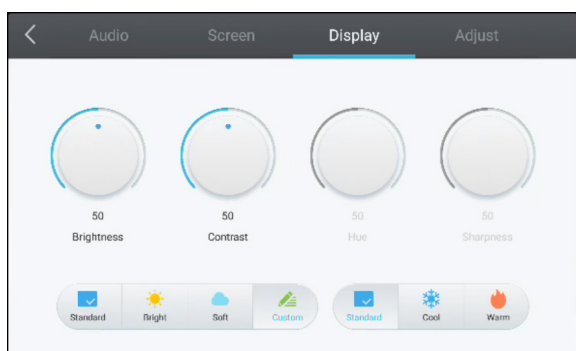 Audio Screen Display Adjust
50 50 50 50
Brightness Contrast Hue Sharpness
Standard Bright Soft Custom Standard Cool Warm